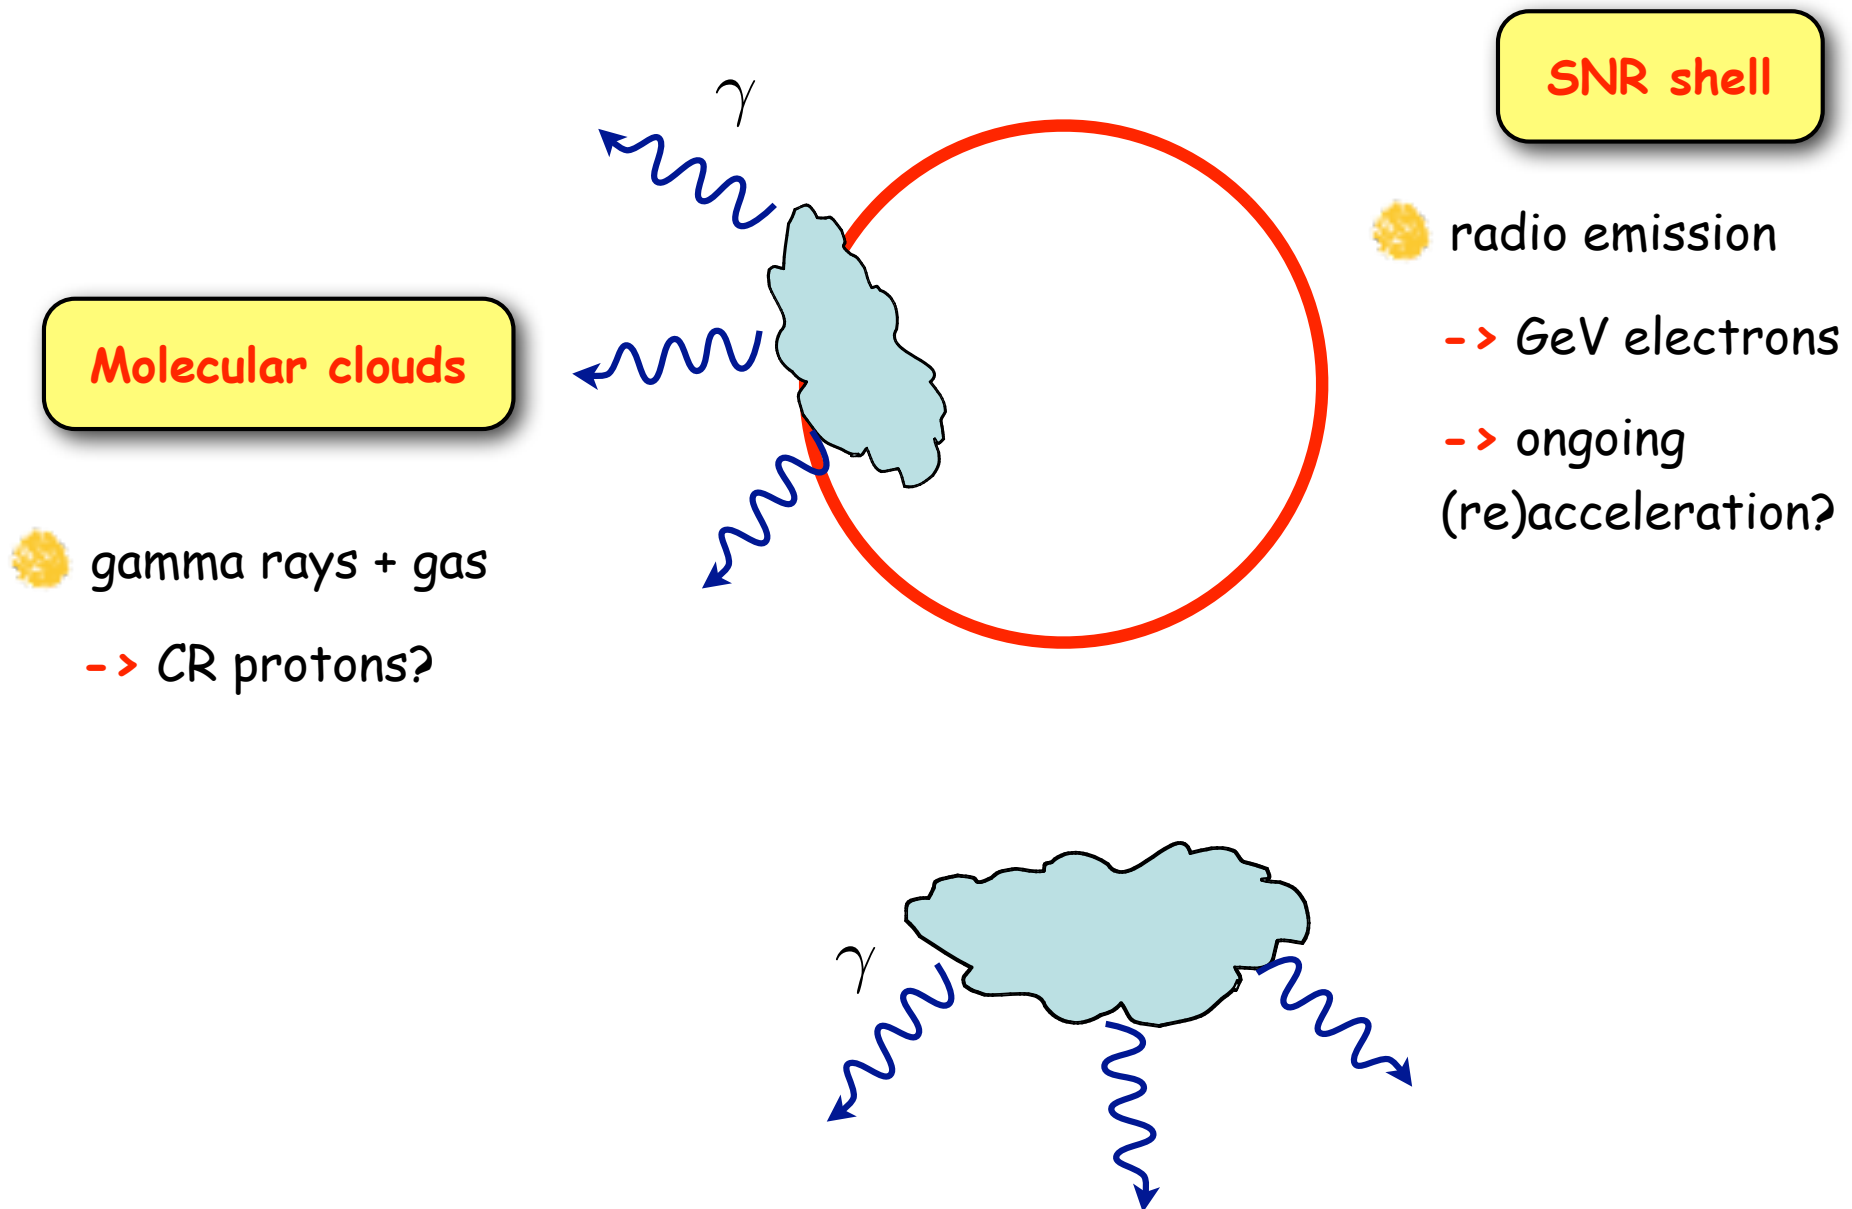 SNR shell
γ
radio emission
-> GeV electrons
-> ongoing
(re)acceleration?
Molecular clouds
gamma rays + gas
-> CR protons?
γ